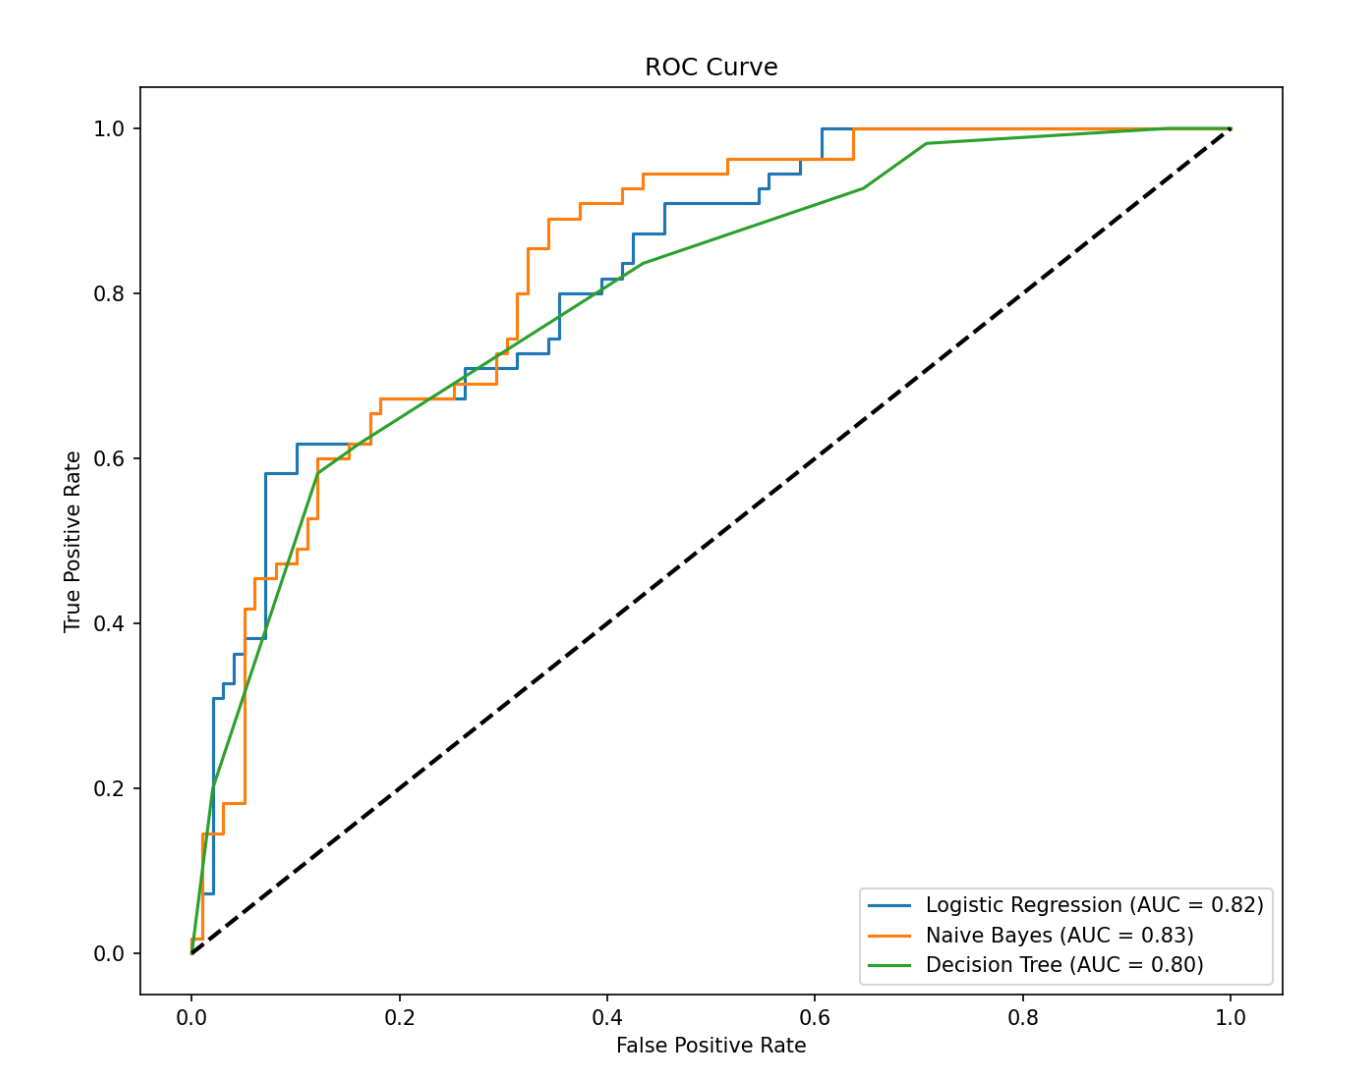 ROC Curve
1.0
0.8
0.6
0.4
0.2
0.0
True Positive Rate
Logistic Regression (AUC = 0.82)
Naive Bayes (AUC = 0.83)
Decision Tree (AUC = 0.80)
0.0 0.2 0.4 0.6 0.8 1.0
False Positive Rate